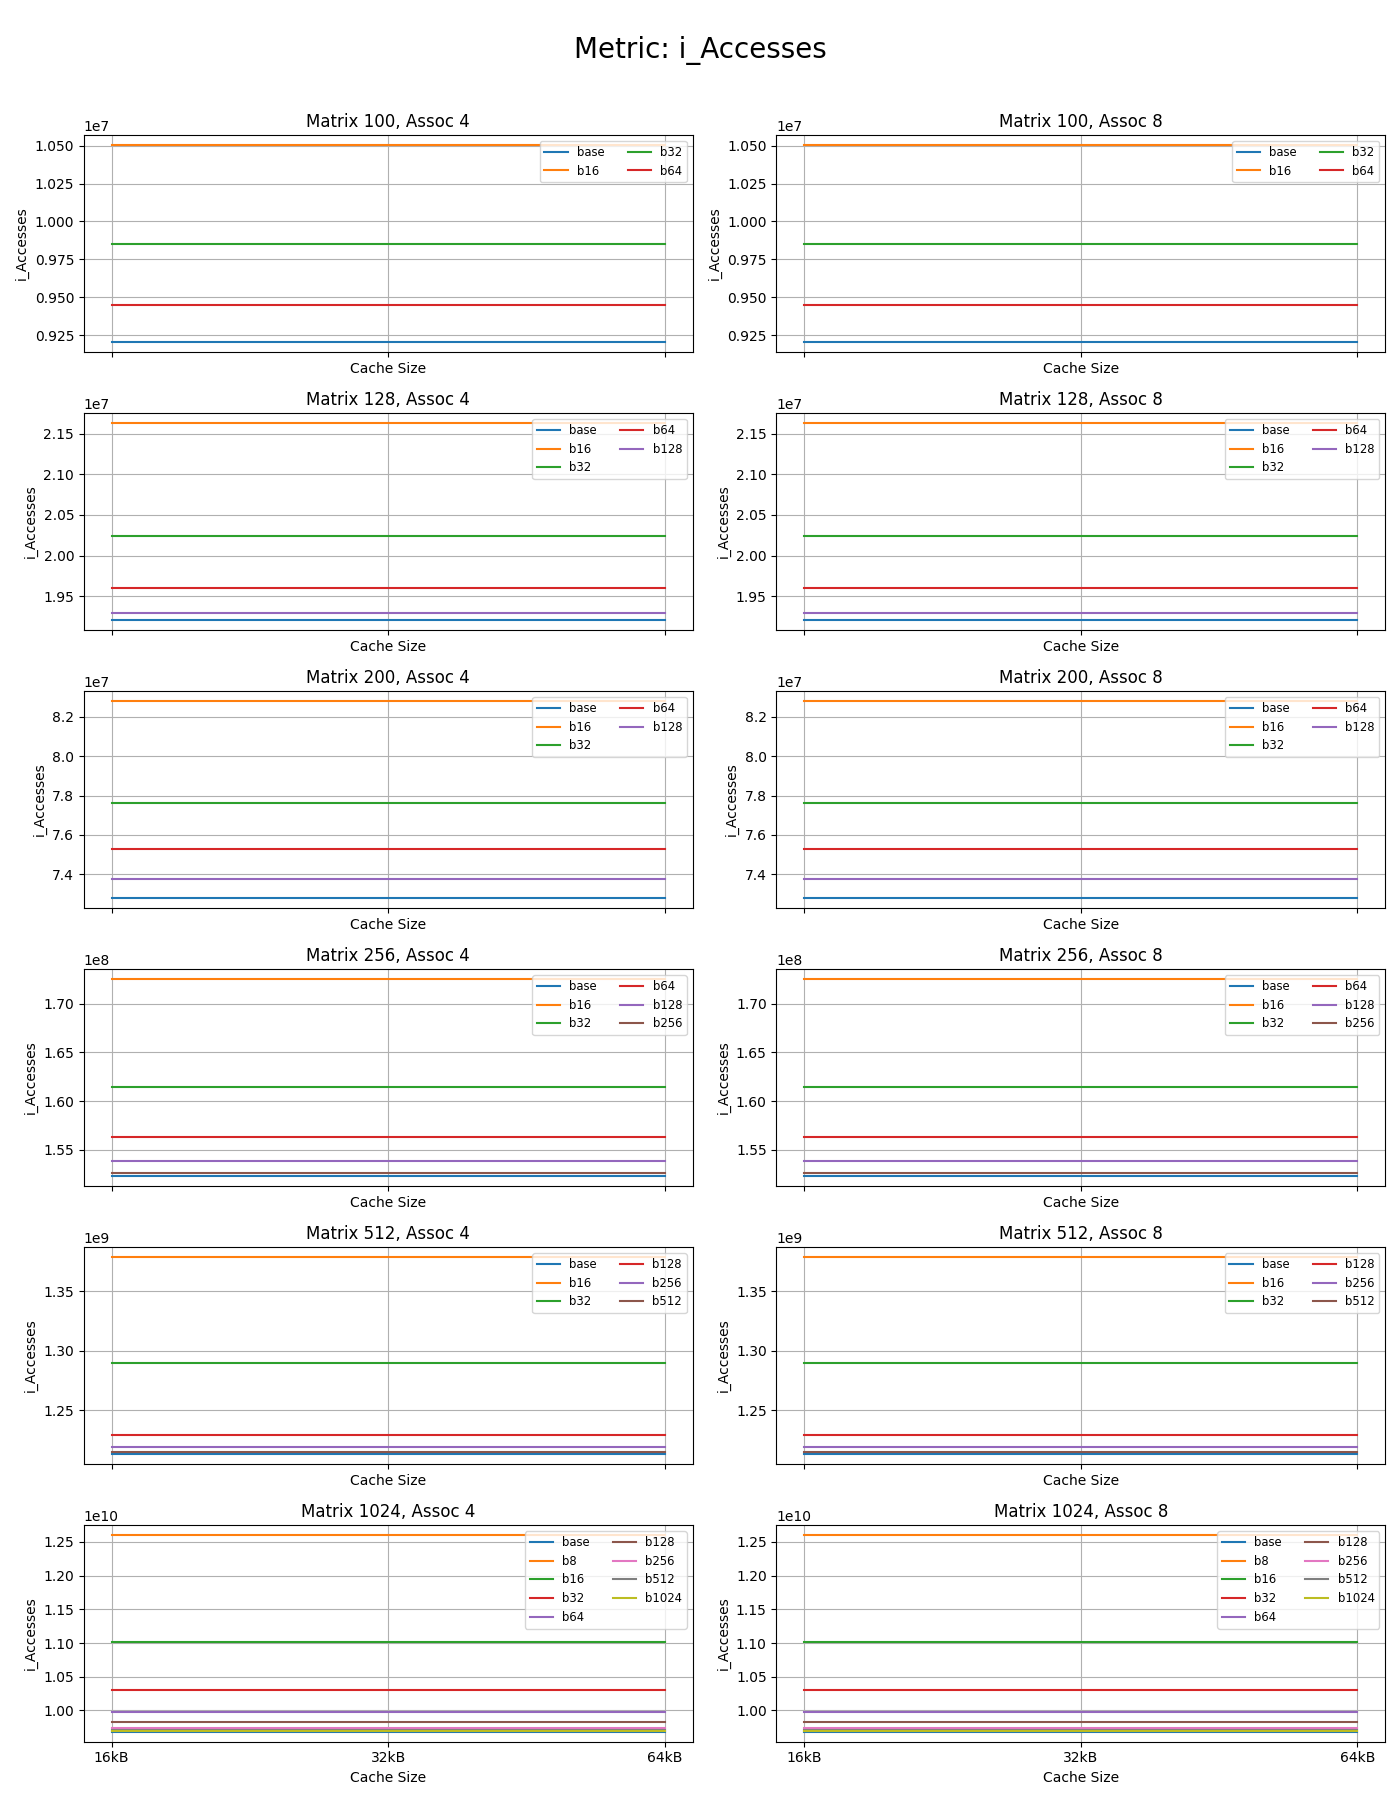 Metric: i_Accesses
Matrix 100, Assoc 4
1e7
i_Accesses
1.050
1.025
1.000
0.975
0.950
0.925
base b32
b16 b64
Cache Size
Matrix 100, Assoc 8
1e7
i_Accesses
1.050
1.025
1.000
0.975
0.950
0.925
base b32
b16 b64
Cache Size
Matrix 128, Assoc 4
1e7
i_Accesses
2.15
2.10
2.05
2.00
1.95
base b64
b16 b128
b32
Cache Size
Matrix 128, Assoc 8
1e7
i_Accesses
2.15
2.10
2.05
2.00
1.95
base b64
b16 b128
b32
Cache Size
Matrix 200, Assoc 4
1e7
i_Accesses
8.2
8.0
7.8
7.6
7.4
base b64
b16 b128
b32
Cache Size
Matrix 200, Assoc 8
1e7
i_Accesses
8.2
8.0
7.8
7.6
7.4
base b64
b16 b128
b32
Cache Size
Matrix 256, Assoc 4
1e8
i_Accesses
1.70
1.65
1.60
1.55
base b64
b16 b128
b32 b256
Cache Size
Matrix 256, Assoc 8
1e8
i_Accesses
1.70
1.65
1.60
1.55
base b64
b16 b128
b32 b256
Cache Size
Matrix 512, Assoc 4
1e9
i_Accesses
1.35
1.30
1.25
base b128
b16 b256
b32 b512
Cache Size
Matrix 512, Assoc 8
1e9
i_Accesses
1.35
1.30
1.25
base b128
b16 b256
b32 b512
Cache Size
Matrix 1024, Assoc 4
1e10
i_Accesses
1.25
1.20
1.15
1.10
1.05
1.00
base b128
b8 b256
b16 b512
b32 b1024
b64
16kB 32kB 64kB
Cache Size
Matrix 1024, Assoc 8
1e10
i_Accesses
1.25
1.20
1.15
1.10
1.05
1.00
base b128
b8 b256
b16 b512
b32 b1024
b64
16kB 32kB 64kB
Cache Size